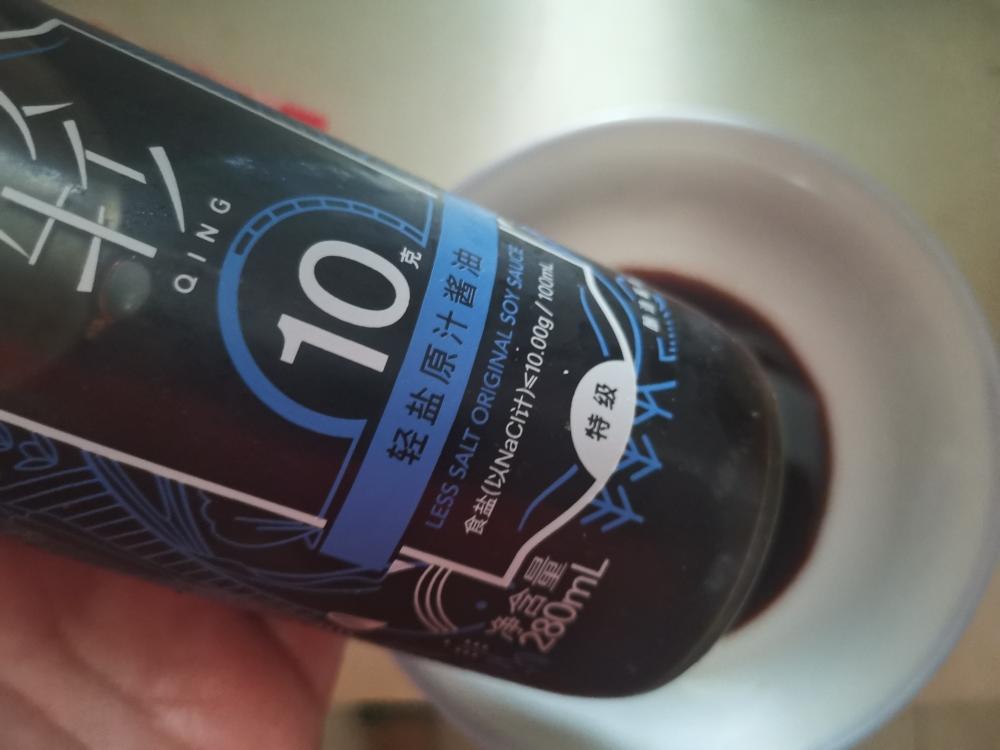 轻
QING
10克
轻盐原汁酱油
LESS SALT ORIGINAL SOY SAUCE
食盐(以NaCl计)≤10.00g/100mL
特级
净含量
280mL